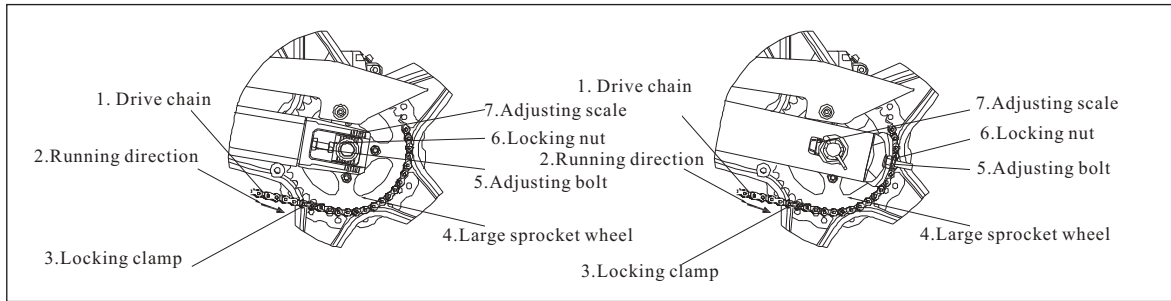 1. Drive chain
2.Running direction
3.Locking clamp
4.Large sprocket wheel
5.Adjusting bolt
6.Locking nut
7.Adjusting scale
1. Drive chain
2.Running direction
3.Locking clamp
4.Large sprocket wheel
5.Adjusting bolt
6.Locking nut
7.Adjusting scale